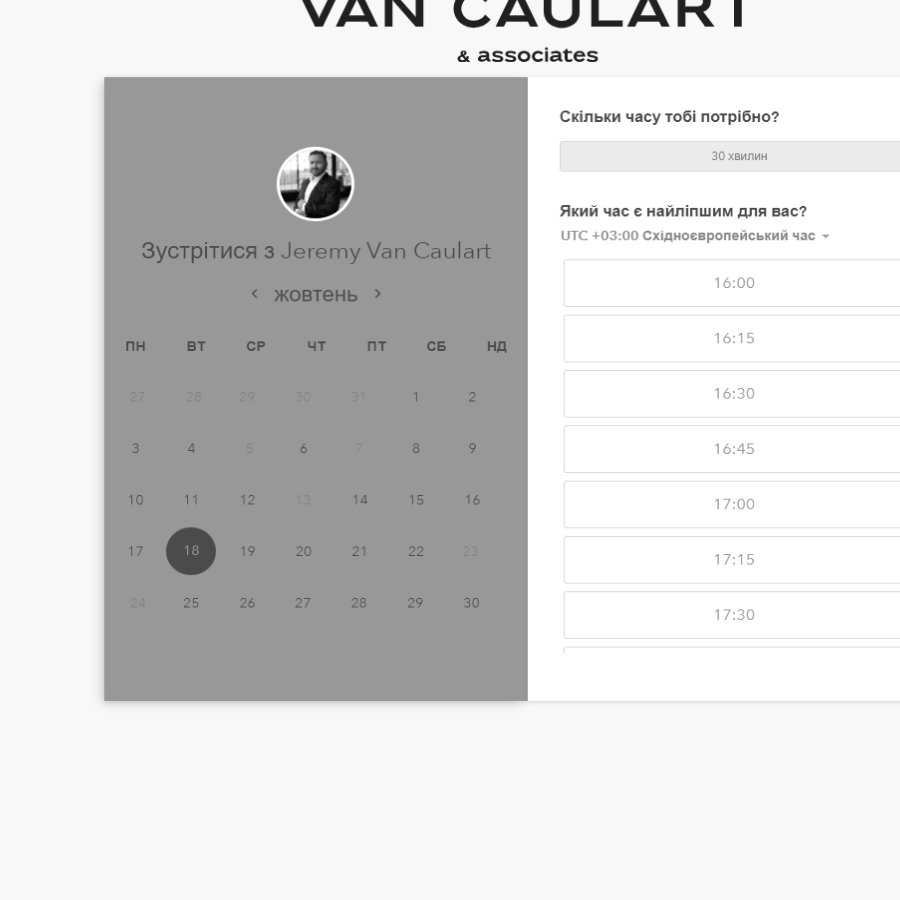 VAN CAULART
& associates
Зустрітися з Jeremy Van Caulart
жовтень
ПН ВТ СР ЧТ ПТ СБ НД
27 28 29 30 31 1 2
3 4 5 6 7 8 9
10 11 12 13 14 15 16
17 18 19 20 21 22 23
24 25 26 27 28 29 30
Скільки часу тобі потрібно?
30 хвилин
Який час є найліпшим для вас?
UTC +03:00 Східноєвропейський час
16:00
16:15
16:30
16:45
17:00
17:15
17:30